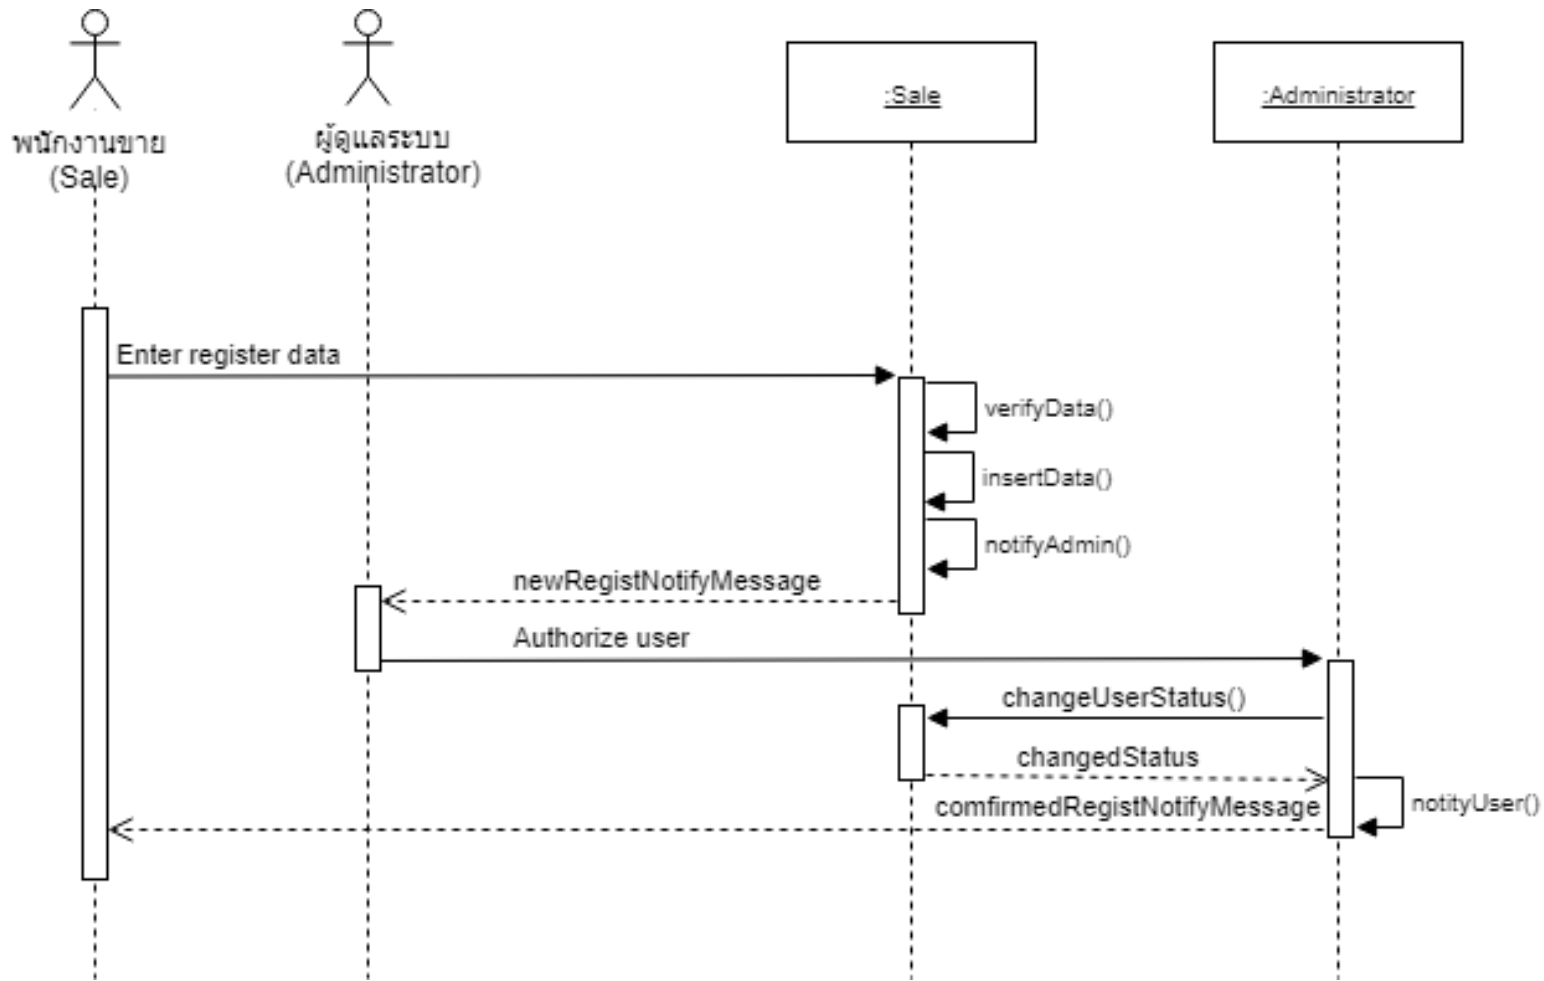 พนักงานขาย
(Sale)
ผู้ดูแลระบบ
(Administrator)
:Sale
:Administrator
Enter register data
verifyData()
insertData()
notifyAdmin()
newRegistNotifyMessage
Authorize user
changeUserStatus()
changedStatus
notityUser()
comfirmedRegistNotifyMessage